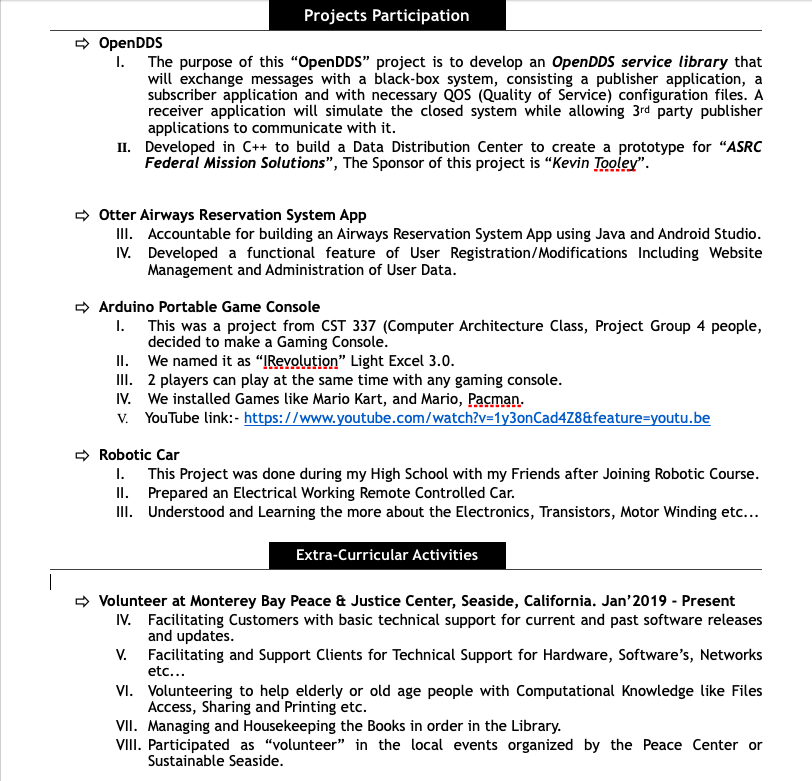 Projects Participation
⇨ OpenDDS
I. The purpose of this “OpenDDS” project is to develop an OpenDDS service library that
will exchange messages with a black-box system, consisting a publisher application, a
subscriber application and with necessary QOS (Quality of Service) configuration files. A
receiver application will simulate the closed system while allowing 3rd party publisher
applications to communicate with it.
II. Developed in C++ to build a Data Distribution Center to create a prototype for “ASRC
Federal Mission Solutions”, The Sponsor of this project is “Kevin Tooley”.
⇨ Otter Airways Reservation System App
III. Accountable for building an Airways Reservation System App using Java and Android Studio.
IV. Developed a functional feature of User Registration/Modifications Including Website
Management and Administration of User Data.
⇨ Arduino Portable Game Console
I. This was a project from CST 337 (Computer Architecture Class, Project Group 4 people,
decided to make a Gaming Console.
II. We named it as “IRevolution” Light Excel 3.0.
III. 2 players can play at the same time with any gaming console.
IV. We installed Games like Mario Kart, and Mario, Pacman.
V. YouTube link:- https://www.youtube.com/watch?v=1y3onCad4Z8&feature=youtu.be
⇨ Robotic Car
I. This Project was done during my High School with my Friends after Joining Robotic Course.
II. Prepared an Electrical Working Remote Controlled Car.
III. Understood and Learning the more about the Electronics, Transistors, Motor Winding etc...
Extra-Curricular Activities
⇨ Volunteer at Monterey Bay Peace & Justice Center, Seaside, California. Jan’2019 - Present
IV. Facilitating Customers with basic technical support for current and past software releases
and updates.
V. Facilitating and Support Clients for Technical Support for Hardware, Software’s, Networks
etc...
VI. Volunteering to help elderly or old age people with Computational Knowledge like Files
Access, Sharing and Printing etc.
VII. Managing and Housekeeping the Books in order in the Library.
VIII. Participated as “volunteer” in the local events organized by the Peace Center or
Sustainable Seaside.